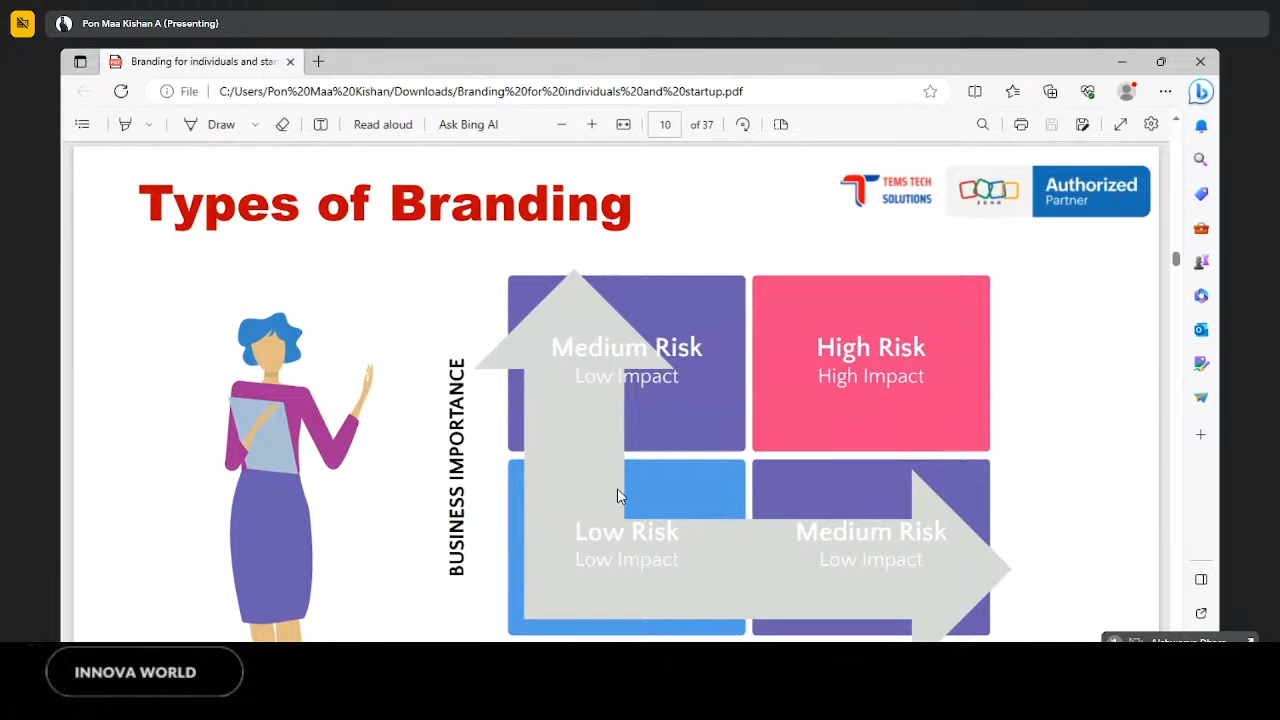 Pon Maa Kishan A (Presenting)
Branding for individuals and star
File
C:/Users/Pon%20Maa%20Kishan/Downloads/Branding%20for%20individuals%20and%20startup.pdf
Draw
Read aloud
Ask Bing AI
10
of 37
Types of Branding
TEMS TECH
SOLUTIONS
ZOHO
Authorized
Partner
BUSINESS IMPORTANCE
Medium Risk
Low Impact
High Risk
High Impact
Low Risk
Low Impact
Medium Risk
Low Impact
INNOVA WORLD